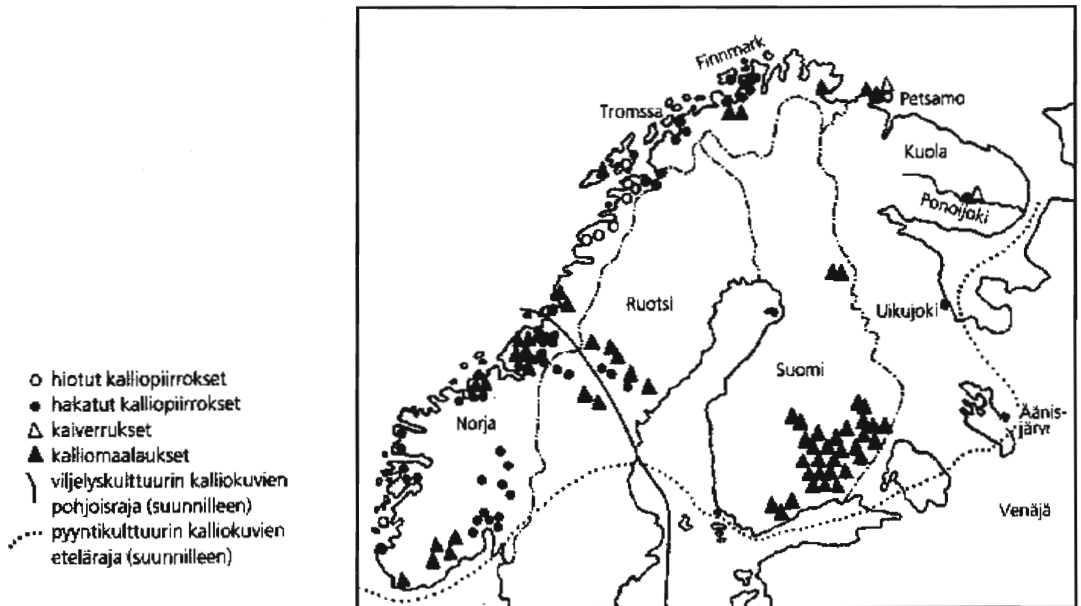 Finnmark
Tromssa
Petsamo
Kuola
Ponoijoki
Ruotsi
Uikujoki
Suomi
Äänis-
järvi
Norja
Venäjä
hiotut kalliopiirrokset
hakatut kalliopiirrokset
kaiverrukset
kalliomaalaukset
viljelyskulttuurin kalliokuvien
pohjoisraja (suunnilleen)
pyyntikulttuurin kalliokuvien
eteläraja (suunnilleen)